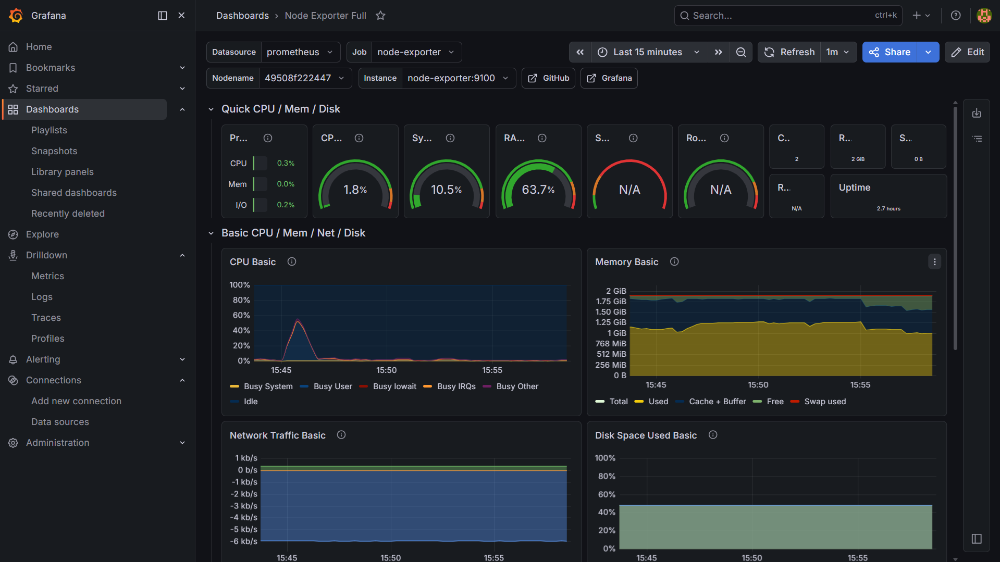 Grafana
Dashboards › Node Exporter Full
Search...
ctrl+k
Home
Bookmarks
Starred
Dashboards
Playlists
Snapshots
Library panels
Shared dashboards
Recently deleted
Explore
Drilldown
Metrics
Logs
Traces
Profiles
Alerting
Connections
Add new connection
Data sources
Administration
Datasource prometheus
Job node-exporter
Last 15 minutes
Refresh
1m
Share
Edit
Nodename 49508f222447
Instance node-exporter:9100
GitHub
Grafana
Quick CPU / Mem / Disk
Pr...
CPU 0.3%
Mem 0.0%
I/O 0.2%
CP...
1.8%
Sy...
10.5%
RA...
63.7%
S...
N/A
Ro...
N/A
C..
2
R...
2 GiB
S...
0 B
R...
N/A
Uptime
2.7 hours
Basic CPU / Mem / Net / Disk
CPU Basic
100%
80%
60%
40%
20%
0%
15:45 15:50 15:55
Busy System Busy User Busy Iowait Busy IRQs Busy Other
Idle
Memory Basic
2 GiB
1.75 GiB
1.50 GiB
1.25 GiB
1 GiB
768 MiB
512 MiB
256 MiB
0 B
15:45 15:50 15:55
Total Used Cache + Buffer Free Swap used
Network Traffic Basic
1 kb/s
0 b/s
-1 kb/s
-2 kb/s
-3 kb/s
-4 kb/s
-5 kb/s
-6 kb/s
15:45 15:50 15:55
Disk Space Used Basic
100%
80%
60%
40%
20%
0%
15:45 15:50 15:55